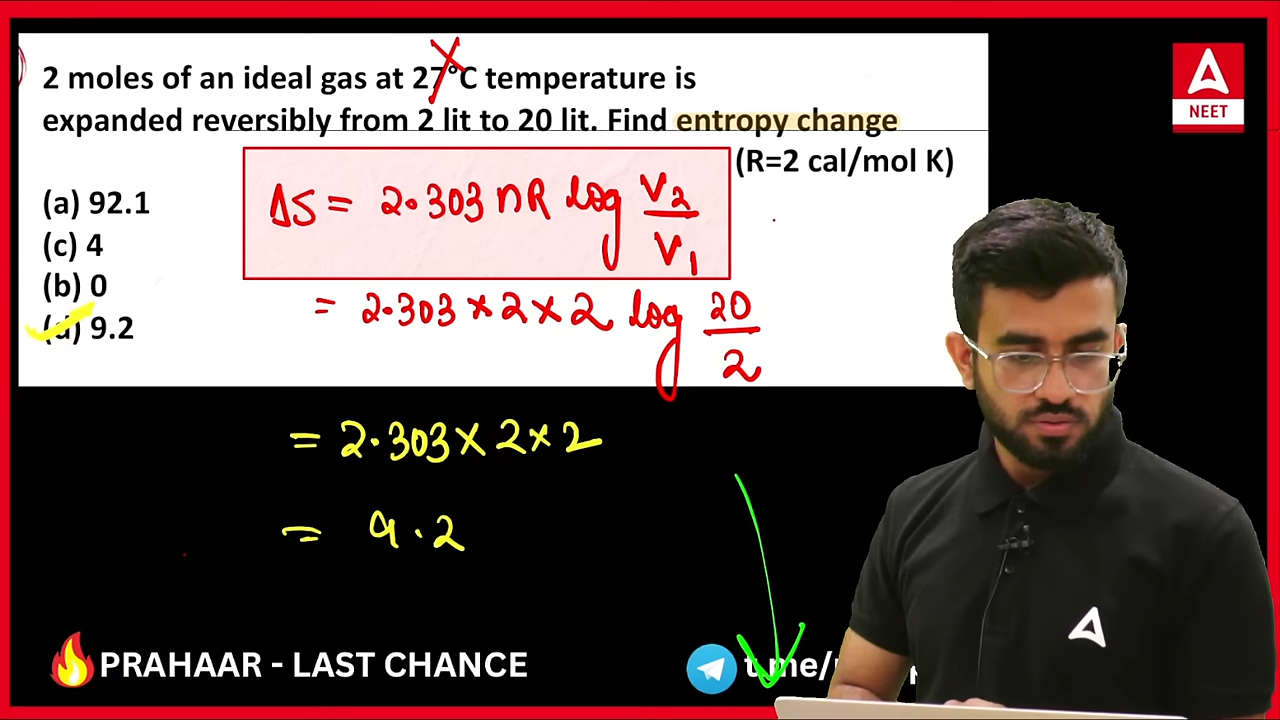 2 moles of an ideal gas at 27°C temperature is
expanded reversibly from 2 lit to 20 lit. Find entropy change
(R=2 cal/mol K)
(a) 92.1
(c) 4
(b) 0
(d) 9.2
ΔS = 2.303 nR log V2/V1
= 2.303 × 2 × 2 log 20/2
= 2.303 × 2 × 2
= 9.2
NEET
PRAHAAR - LAST CHANCE
t.me/